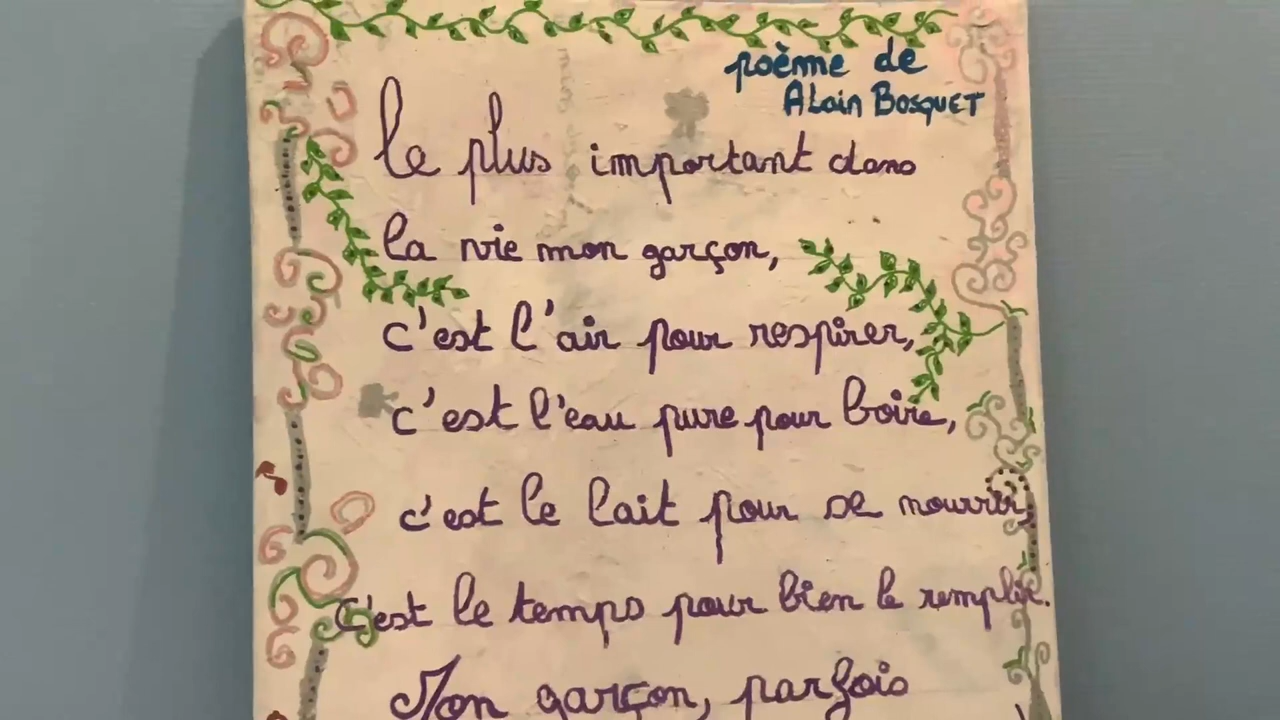 poème de
Alain BOSQUET
le plus important dans
la vie mon garçon,
c'est l'air pour respirer,
c'est l'eau pure pour boire,
c'est le lait pour se nourrir,
C'est le temps pour bien le remplir.
Mon garçon, parfois